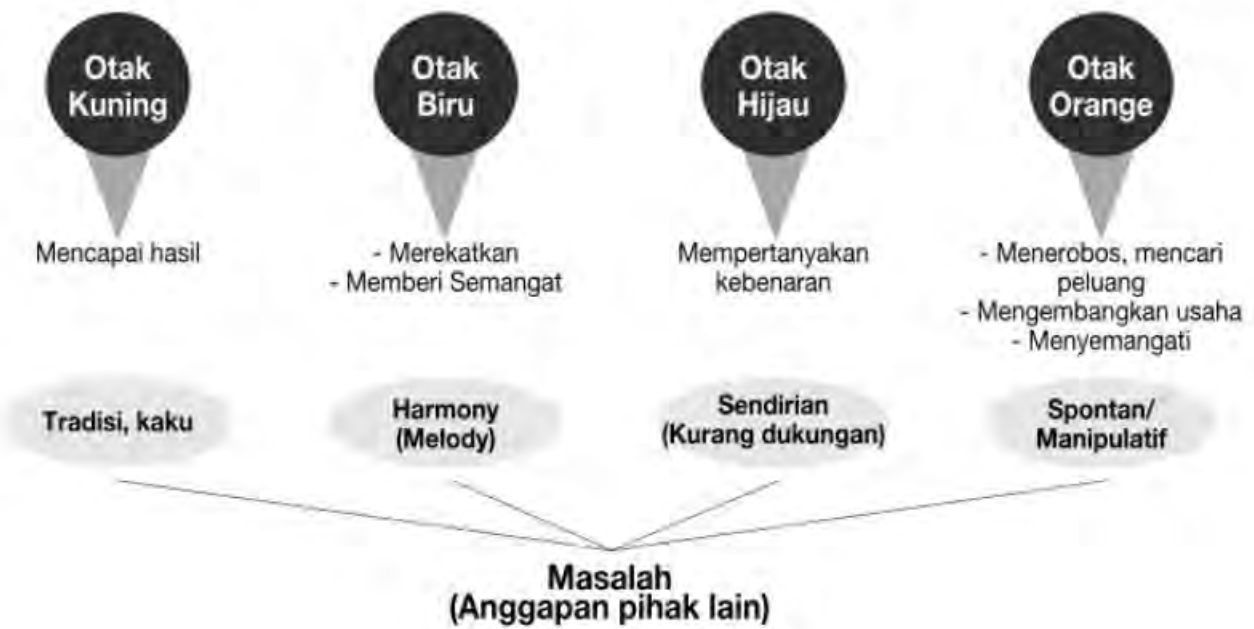 Otak
Kuning
Otak
Biru
Otak
Hijau
Otak
Orange
Mencapai hasil
- Merekatkan
- Memberi Semangat
Mempertanyakan
kebenaran
- Menerobos, mencari
peluang
- Mengembangkan usaha
- Menyemangati
Tradisi, kaku
Harmony
(Melody)
Sendirian
(Kurang dukungan)
Spontan/
Manipulatif
Masalah
(Anggapan pihak lain)